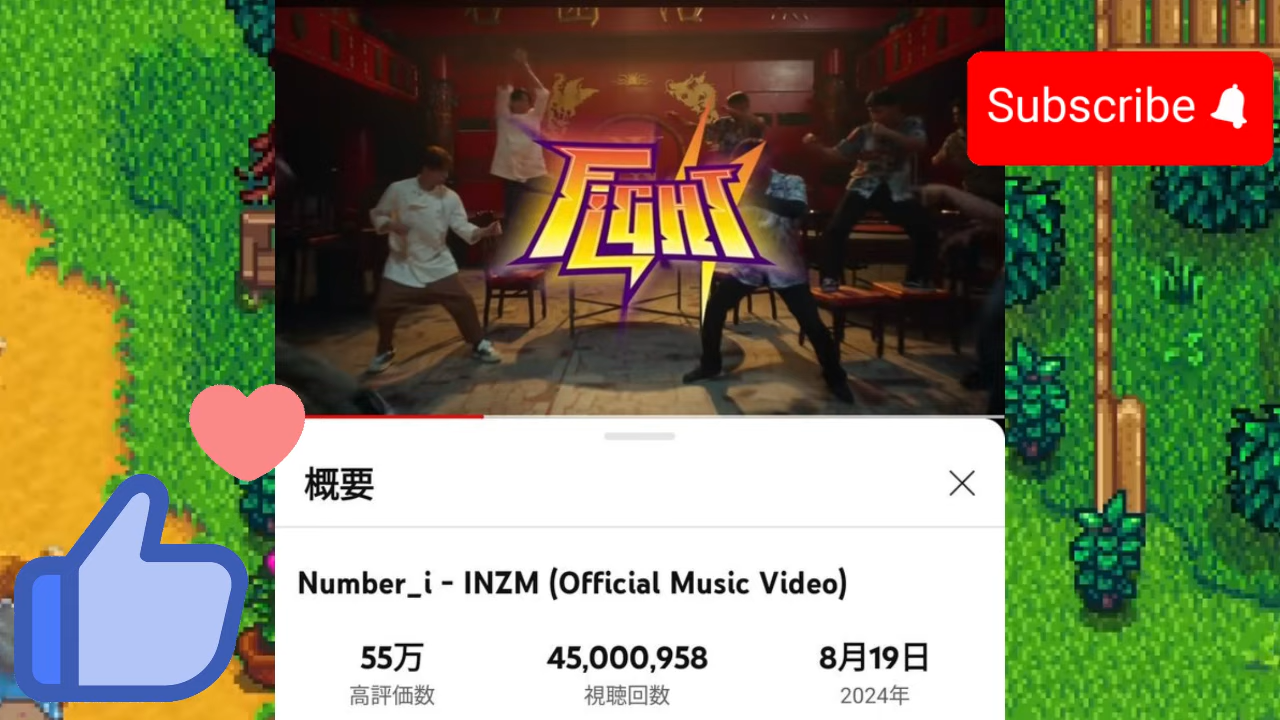 FIGHT
Subscribe
概要
Number_i - INZM (Official Music Video)
55万 45,000,958 8月19日
高評価数 視聴回数 2024年